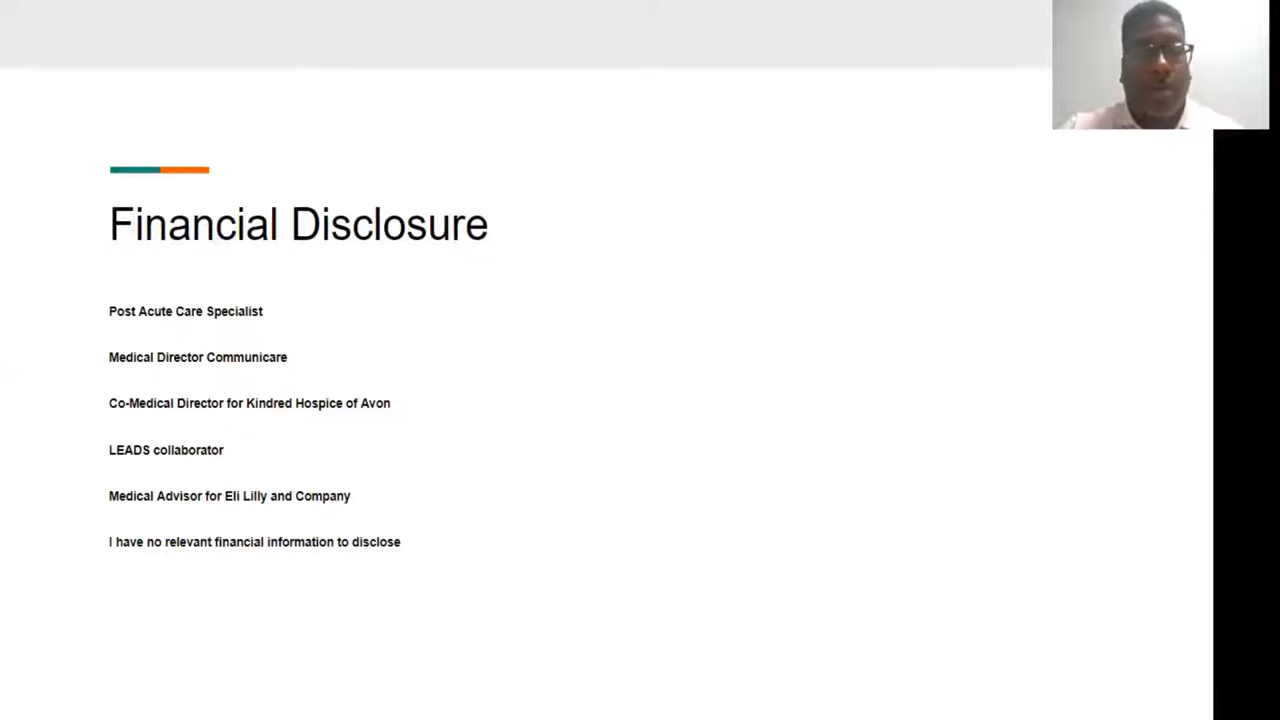 Financial Disclosure
Post Acute Care Specialist
Medical Director Communicare
Co-Medical Director for Kindred Hospice of Avon
LEADS collaborator
Medical Advisor for Eli Lilly and Company
I have no relevant financial information to disclose